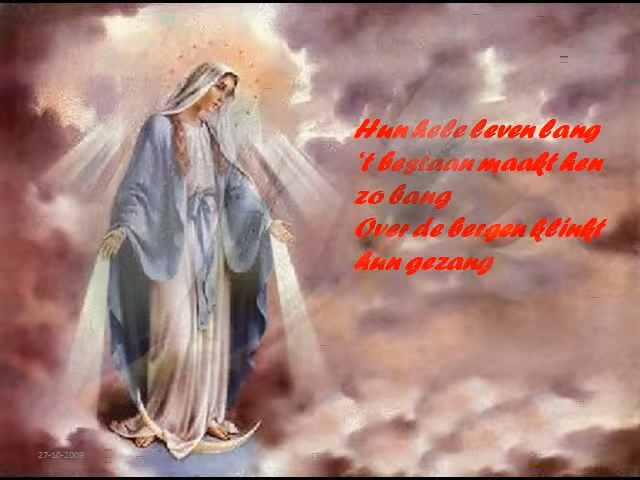 Hun hele leven lang
't bestaan maakt hen
zo bang
Over de bergen klinkt
hun gezang
27-10-2009